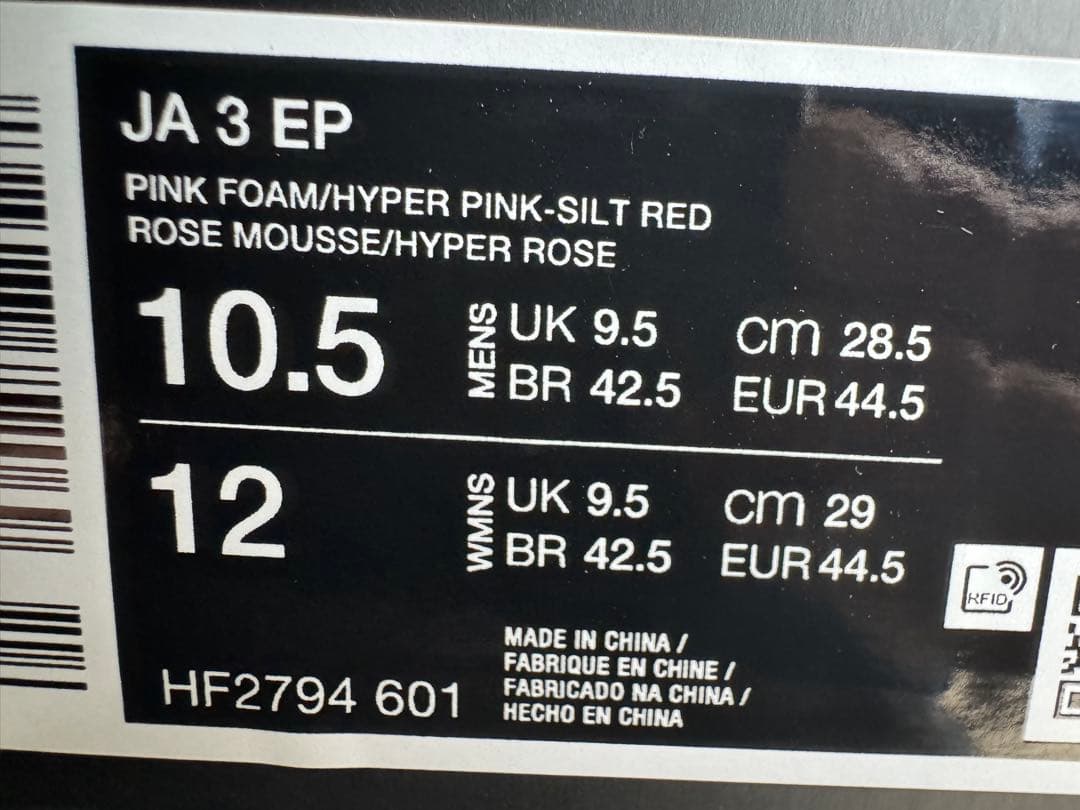 JA 3 EP
PINK FOAM/HYPER PINK-SILT RED
ROSE MOUSSE/HYPER ROSE
10.5 MENS UK 9.5 cm 28.5
BR 42.5 EUR 44.5
12 WMNS UK 9.5 cm 29
BR 42.5 EUR 44.5
RFID
MADE IN CHINA /
FABRIQUE EN CHINE /
FABRICADO NA CHINA /
HECHO EN CHINA
HF2794 601